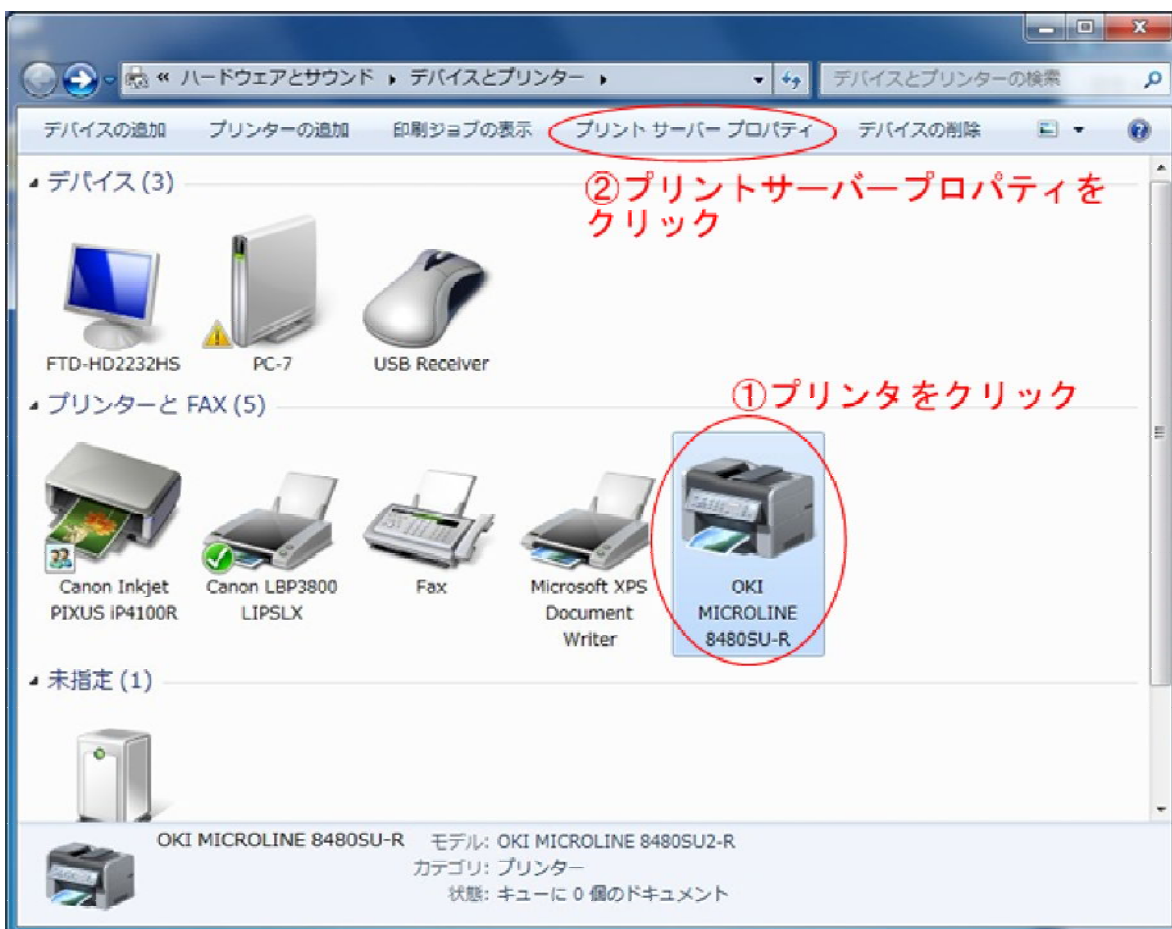 « ハードウェアとサウンド ▸ デバイスとプリンター ▸ デバイスとプリンターの検索
デバイスの追加 プリンターの追加 印刷ジョブの表示 プリント サーバー プロパティ デバイスの削除
デバイス (3)
②プリントサーバープロパティを
クリック
FTD-HD2232HS PC-7 USB Receiver
プリンターと FAX (5)
①プリンタをクリック
Canon Inkjet
PIXUS iP4100R
Canon LBP3800
LIPSLX
Fax
Microsoft XPS
Document
Writer
OKI
MICROLINE
8480SU-R
未指定 (1)
OKI MICROLINE 8480SU-R モデル: OKI MICROLINE 8480SU2-R
カテゴリ: プリンター
状態: キューに 0 個のドキュメント